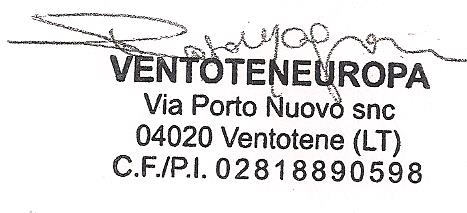 VENTOTENEUROPA
Via Porto Nuovo snc
04020 Ventotene (LT)
C.F./P.I. 02818890598